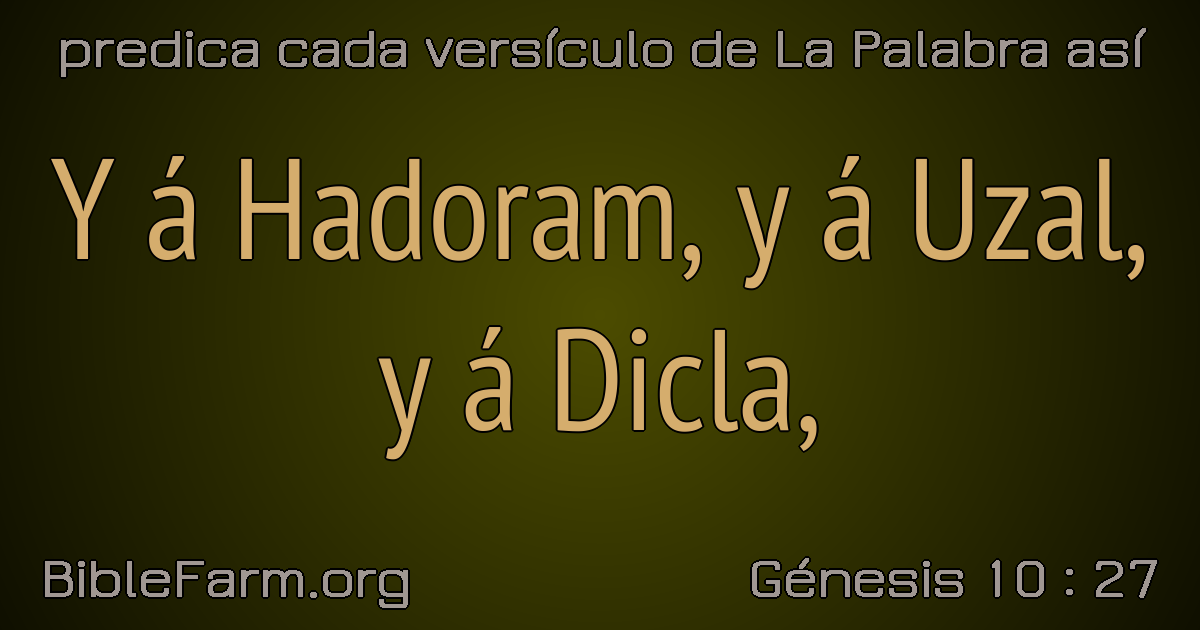 predica cada versículo de La Palabra así
Y á Hadoram, y á Uzal,
y á Dicla,
BibleFarm.org
Génesis 10 : 27